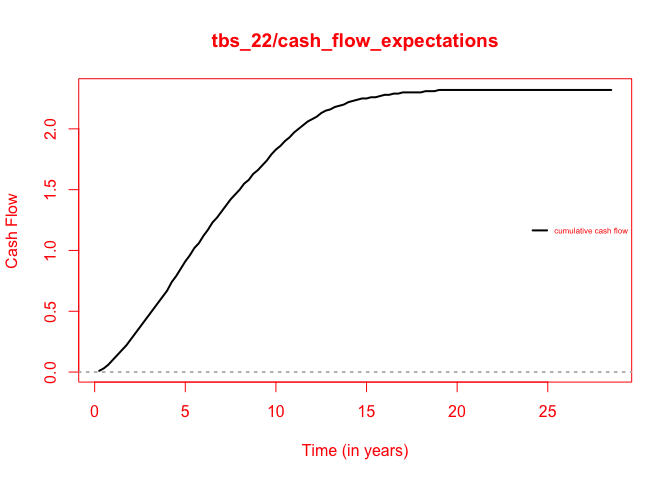 tbs_22/cash_flow_expectations
Cash Flow
2.0
1.5
1.0
0.5
0.0
cumulative cash flow
0 5 10 15 20 25
Time (in years)